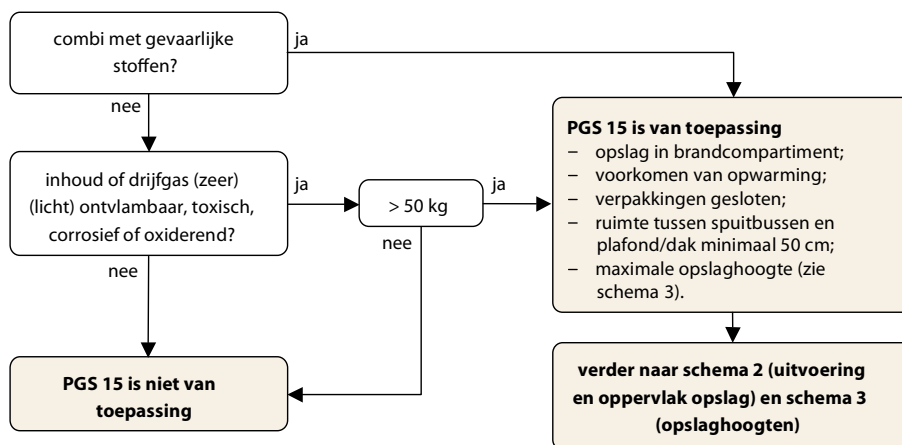 combi met gevaarlijke
stoffen?
ja
nee
inhoud of drijfgas (zeer)
(licht) ontvlambaar, toxisch,
corrosief of oxiderend?
ja
nee
> 50 kg
ja
nee
PGS 15 is van toepassing
– opslag in brandcompartiment;
– voorkomen van opwarming;
– verpakkingen gesloten;
– ruimte tussen spuitbussen en
plafond/dak minimaal 50 cm;
– maximale opslaghoogte (zie
schema 3).
PGS 15 is niet van
toepassing
verder naar schema 2 (uitvoering
en oppervlak opslag) en schema 3
(opslaghoogten)